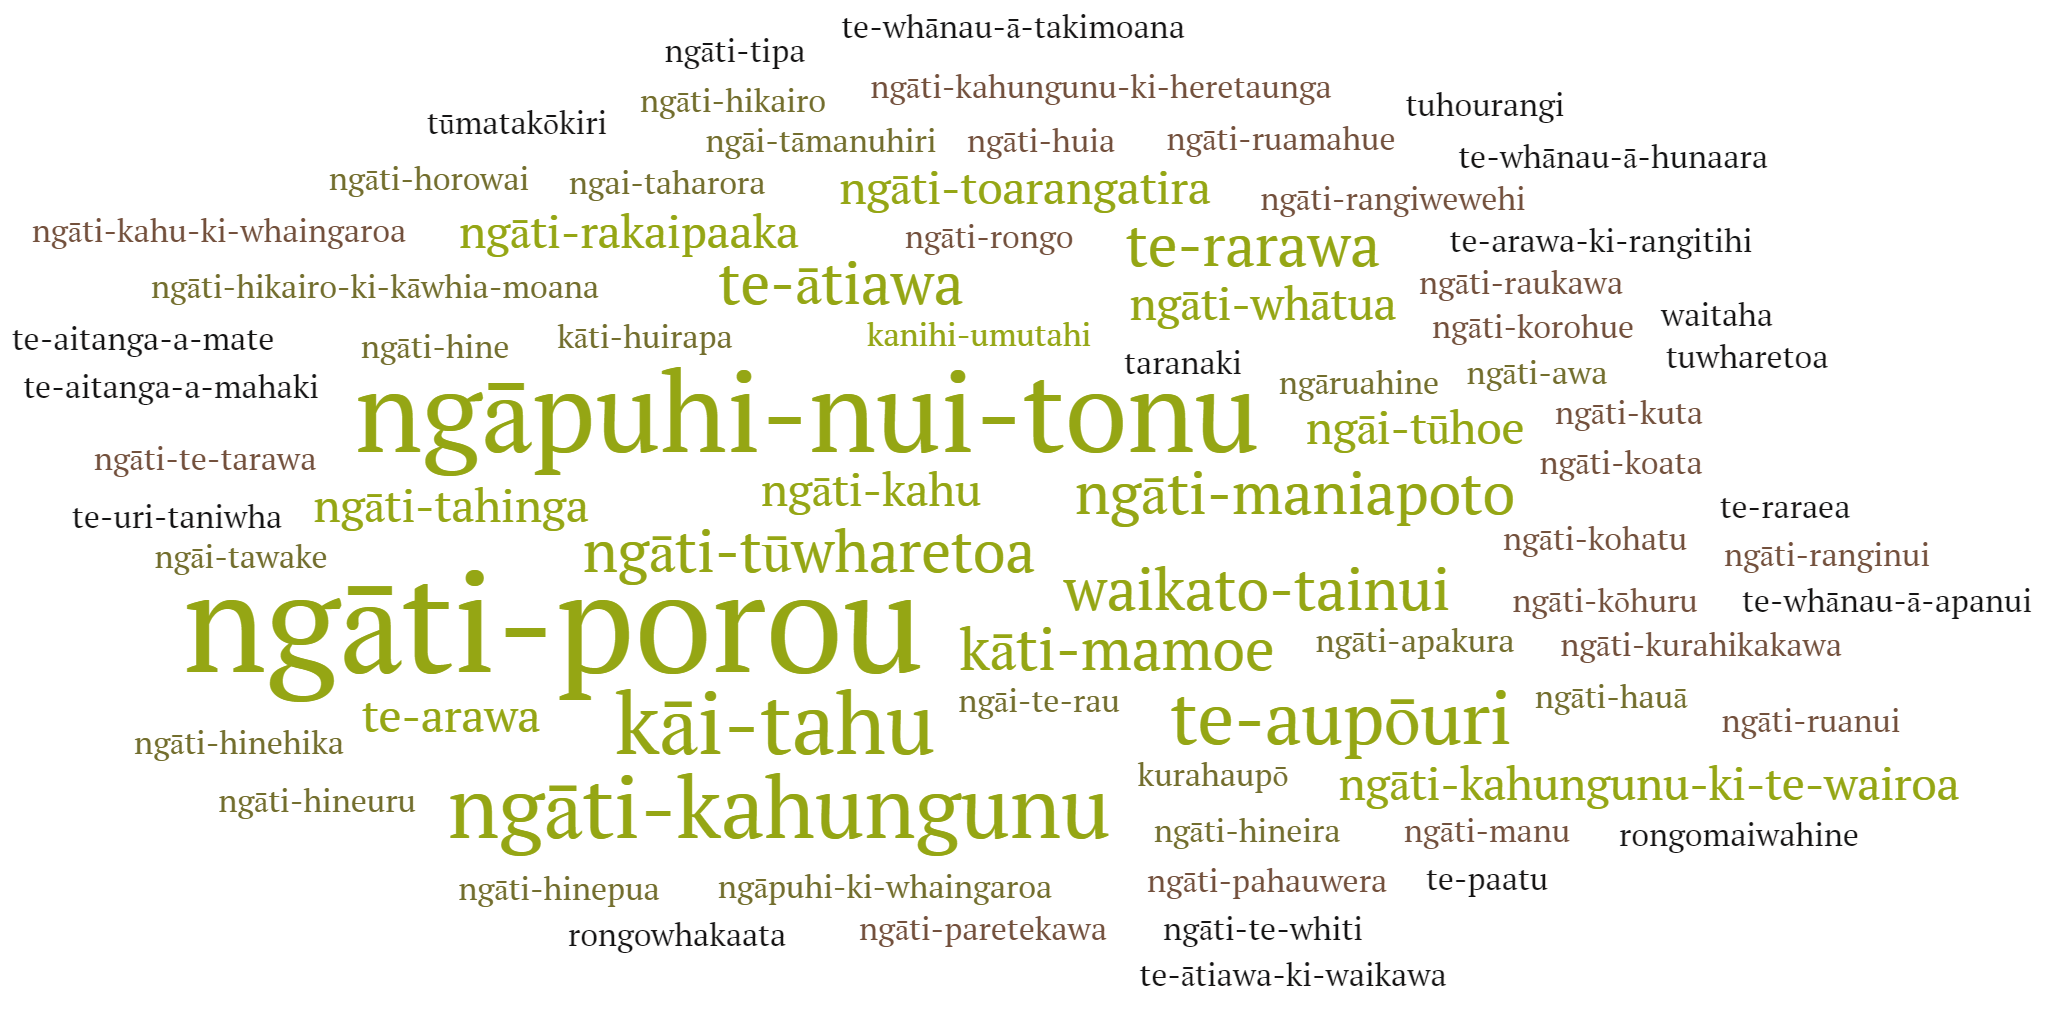 te-whānau-ā-takimoana
ngāti-tipa
ngāti-kahungunu-ki-heretaunga
ngāti-hikairo
tuhourangi
tūmatakōkiri
ngāi-tāmanuhiri
ngāti-huia
ngāti-ruamahue
te-whānau-ā-hunaara
ngāti-horowai
ngai-taharora
ngāti-toarangatira
ngāti-rangiwewehi
ngāti-kahu-ki-whaingaroa
ngāti-rakaipaaka
ngāti-rongo
te-rarawa
te-arawa-ki-rangitihi
ngāti-hikairo-ki-kāwhia-moana
te-ātiawa
ngāti-whātua
ngāti-raukawa
waitaha
te-aitanga-a-mate
ngāti-hine
kāti-huirapa
kanihi-umutahi
ngāti-korohue
tuwharetoa
taranaki
te-aitanga-a-mahaki
ngāruahine
ngāti-awa
ngāpuhi-nui-tonu
ngāi-tūhoe
ngāti-kuta
ngāti-te-tarawa
ngāti-koata
ngāti-kahu
ngāti-maniapoto
te-uri-taniwha
ngāti-tahinga
te-raraea
ngāi-tawake
ngāti-tūwharetoa
ngāti-kohatu
ngāti-ranginui
waikato-tainui
ngāti-kōhuru
te-whānau-ā-apanui
ngāti-porou
kāti-mamoe
ngāti-apakura
ngāti-kurahikakawa
ngāi-te-rau
ngāti-hauā
te-arawa
kāi-tahu
te-aupōuri
ngāti-ruanui
ngāti-hinehika
kurahaupō
ngāti-kahungunu-ki-te-wairoa
ngāti-hineuru
ngāti-kahungunu
ngāti-hineira
ngāti-manu
rongomaiwahine
ngāti-hinepua
ngāpuhi-ki-whaingaroa
ngāti-pahauwera
te-paatu
rongowhakaata
ngāti-paretekawa
ngāti-te-whiti
te-ātiawa-ki-waikawa